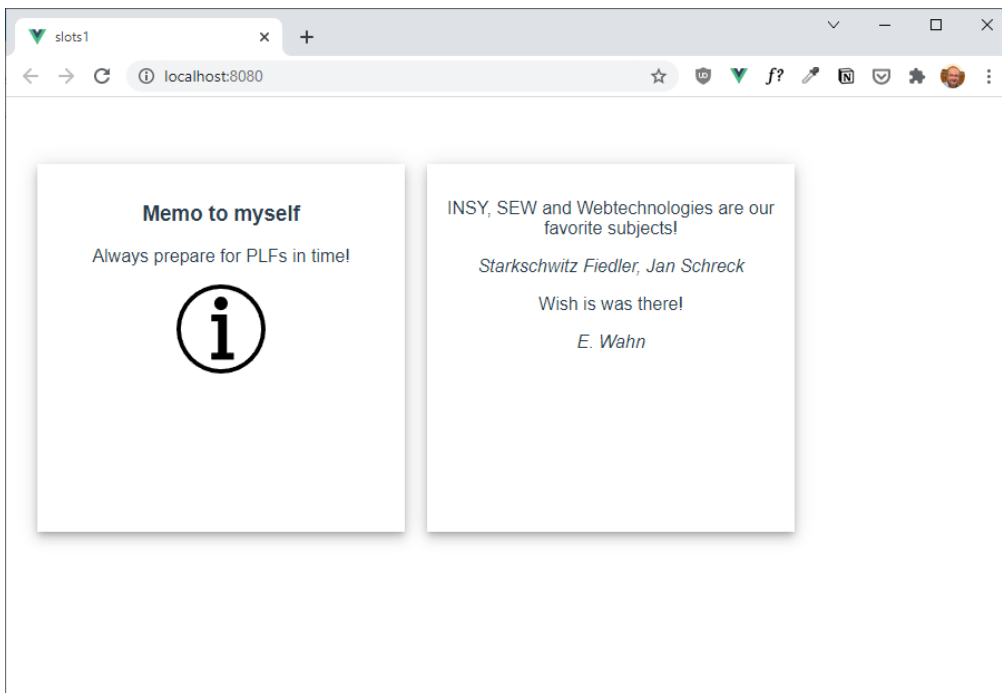 slots1
localhost:8080
UD
f?
N
Memo to myself
Always prepare for PLFs in time!
i
INSY, SEW and Webtechnologies are our
favorite subjects!
Starkschwitz Fiedler, Jan Schreck
Wish is was there!
E. Wahn